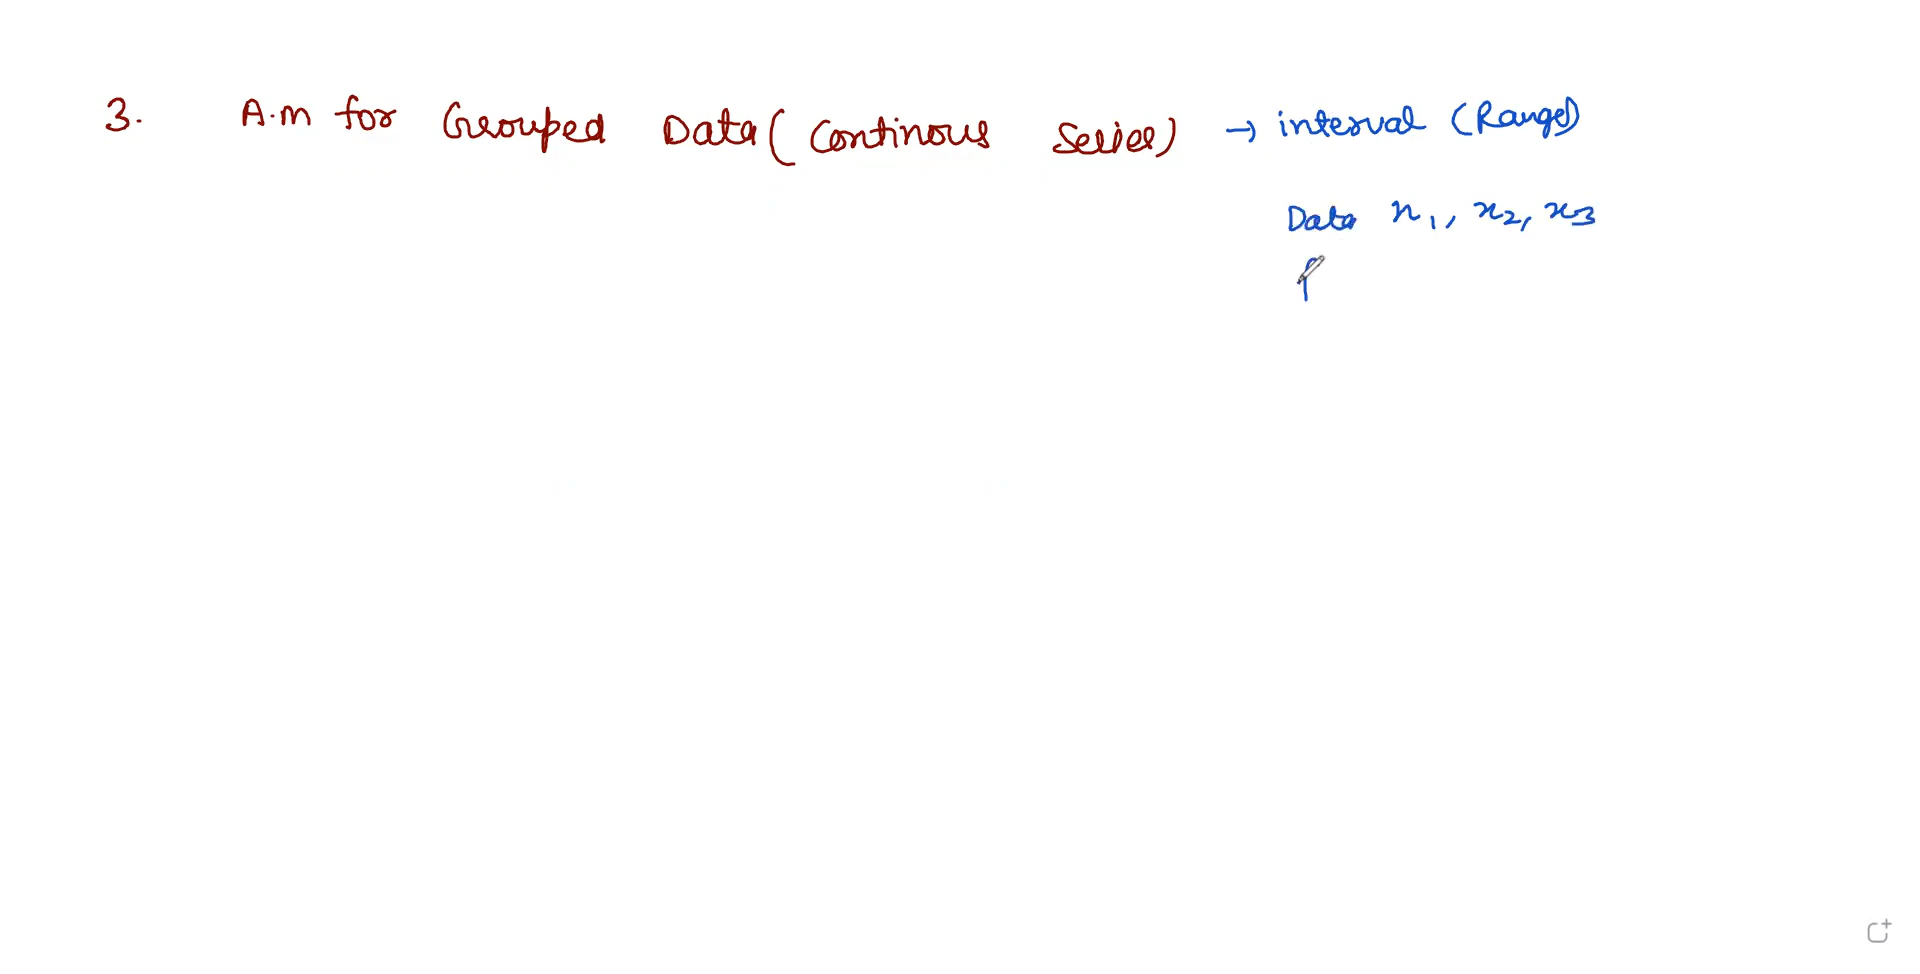 3. A.M for Grouped Data (Continous Series) → interval (Range)
Data x1, x2, x3
f